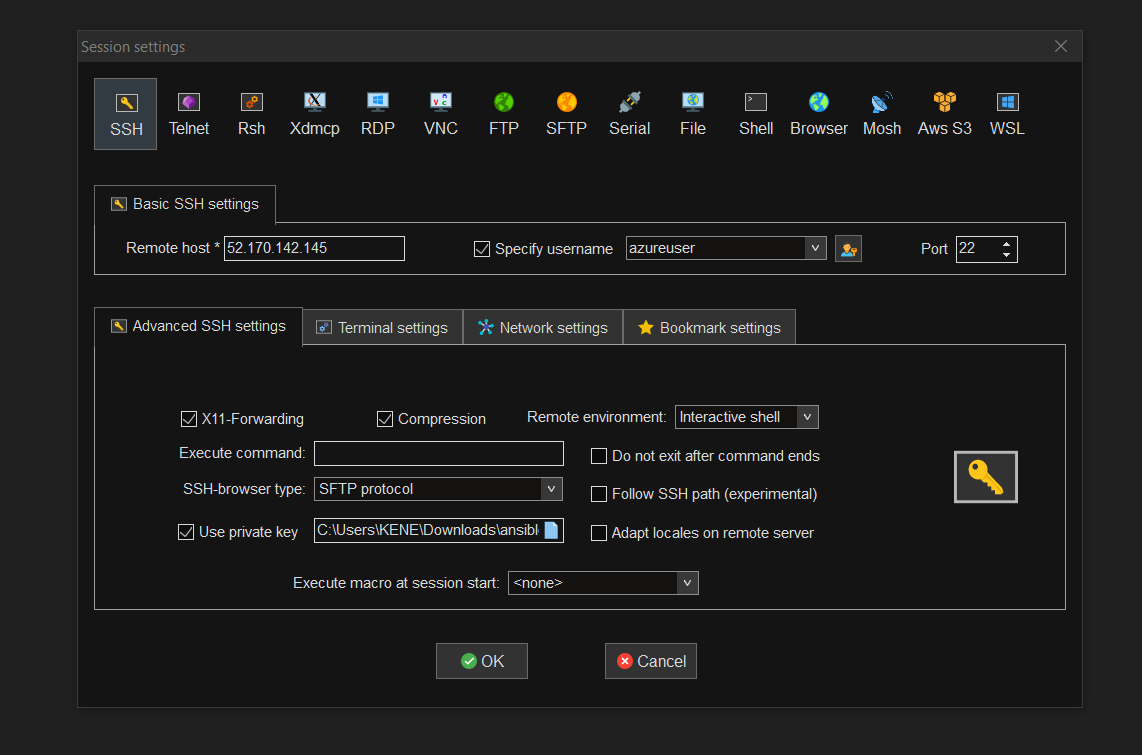 Session settings
SSH Telnet Rsh Xdmcp RDP VNC FTP SFTP Serial File Shell Browser Mosh Aws S3 WSL
Basic SSH settings
Remote host * 52.170.142.145 Specify username azureuser Port 22
Advanced SSH settings Terminal settings Network settings Bookmark settings
X11-Forwarding Compression Remote environment: Interactive shell
Execute command: Do not exit after command ends
SSH-browser type: SFTP protocol Follow SSH path (experimental)
Use private key C:\Users\KENE\Downloads\ansibl Adapt locales on remote server
Execute macro at session start: <none>
OK Cancel